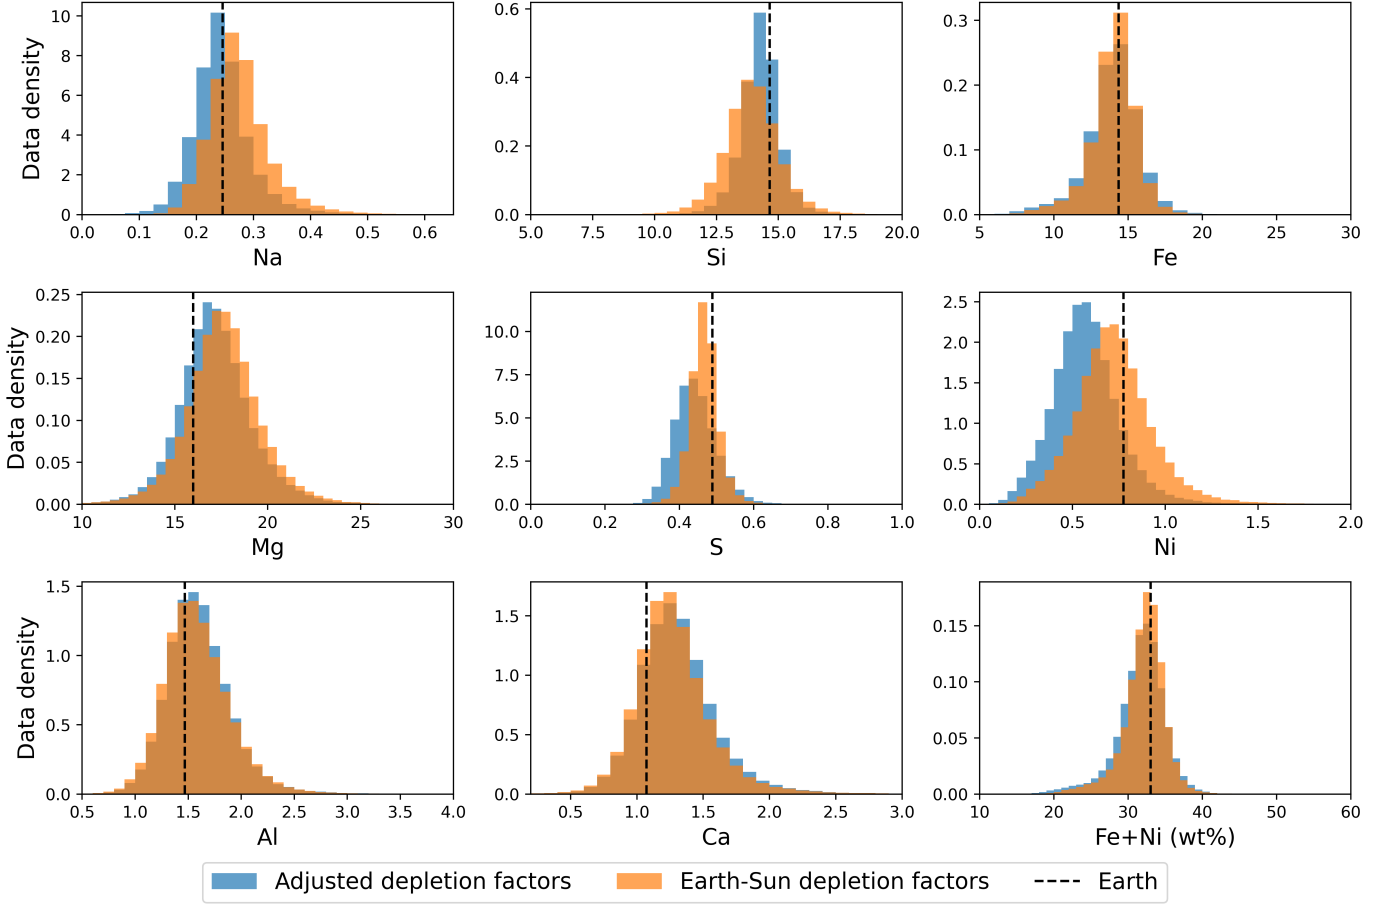 Data density
10
8
6
4
2
0
0.0 0.1 0.2 0.3 0.4 0.5 0.6
Na
0.6
0.4
0.2
0.0
5.0 7.5 10.0 12.5 15.0 17.5 20.0
Si
0.3
0.2
0.1
0.0
5 10 15 20 25 30
Fe
Data density
0.25
0.20
0.15
0.10
0.05
0.00
10 15 20 25 30
Mg
10.0
7.5
5.0
2.5
0.0
0.0 0.2 0.4 0.6 0.8 1.0
S
2.5
2.0
1.5
1.0
0.5
0.0
0.0 0.5 1.0 1.5 2.0
Ni
Data density
1.5
1.0
0.5
0.0
0.5 1.0 1.5 2.0 2.5 3.0 3.5 4.0
Al
1.5
1.0
0.5
0.0
0.5 1.0 1.5 2.0 2.5 3.0
Ca
0.15
0.10
0.05
0.00
10 20 30 40 50 60
Fe+Ni (wt%)
Adjusted depletion factors Earth-Sun depletion factors Earth